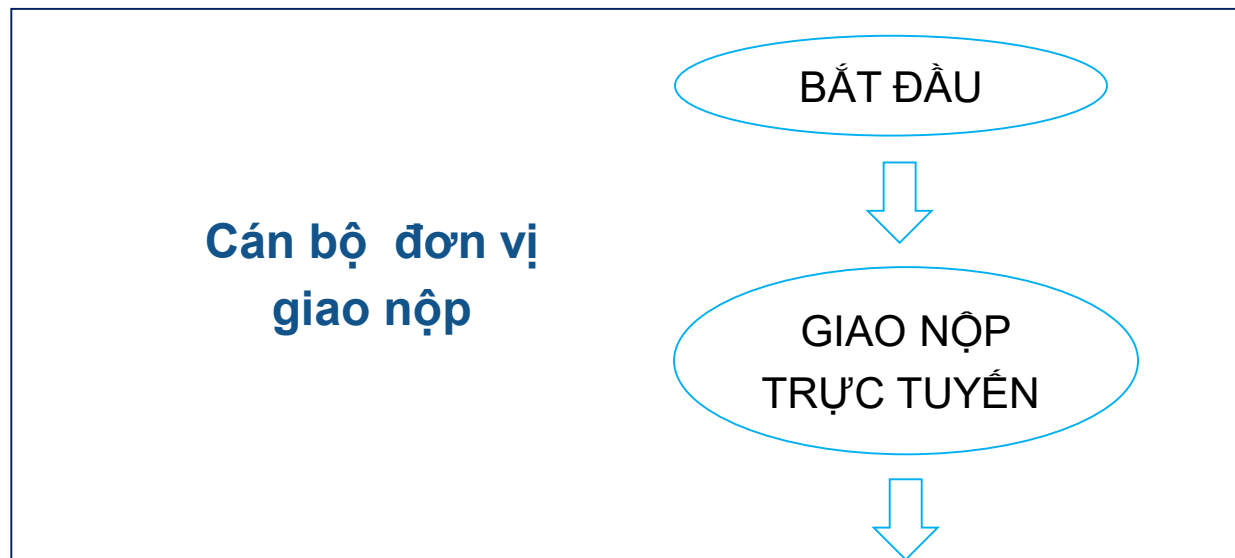 BẮT ĐẦU
Cán bộ  đơn vị
giao nộp
GIAO NỘP
TRỰC TUYẾN